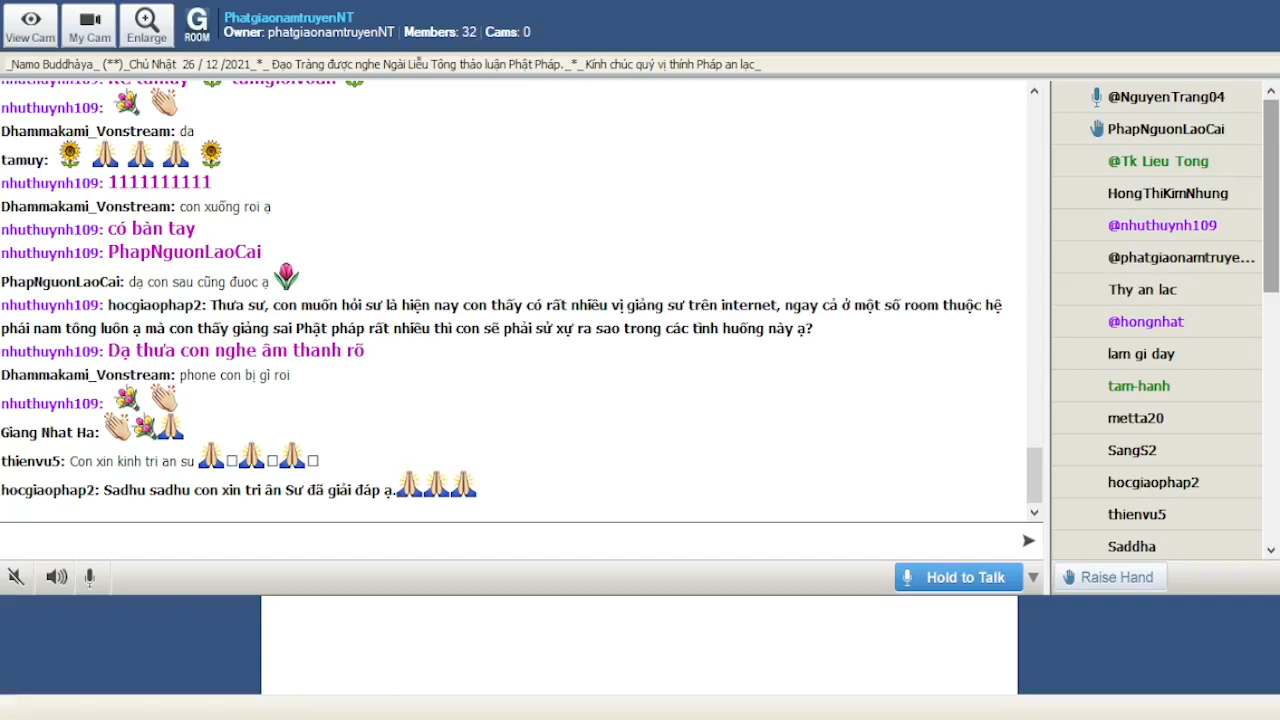 View Cam
My Cam
Enlarge
G
ROOM
PhatgiaonamtruyenNT
Owner: phatgiaonamtruyenNT | Members: 32 | Cams: 0
_Namo Buddhàya_ (**)_Chủ Nhật 26 / 12 /2021_*_ Đạo Tràng được nghe Ngài Liễu Tông thảo luận Phật Pháp._*_Kính chúc quý vị thính Pháp an lạc_
nhuthuynh109:
Dhammakami_Vonstream: da
tamuy:
nhuthuynh109: 1111111111
Dhammakami_Vonstream: con xuống roi ạ
nhuthuynh109: có bàn tay
nhuthuynh109: PhapNguonLaoCai
PhapNguonLaoCai: dạ con sau cũng đuoc ạ
nhuthuynh109: hocgiaophap2: Thưa sư, con muốn hỏi sư là hiện nay con thấy có rất nhiều vị giảng sư trên internet, ngay cả ở một số room thuộc hệ
phái nam tông luôn ạ mà con thấy giảng sai Phật pháp rất nhiều thì con sẽ phải sử xự ra sao trong các tình huống này ạ?
nhuthuynh109: Dạ thưa con nghe âm thanh rõ
Dhammakami_Vonstream: phone con bị gì roi
nhuthuynh109:
Giang Nhat Ha:
thienvu5: Con xin kinh tri an su
hocgiaophap2: Sadhu sadhu con xin tri ân Sư đã giải đáp ạ.
Hold to Talk
@NguyenTrang04
PhapNguonLaoCai
@Tk Lieu Tong
HongThiKimNhung
@nhuthuynh109
@phatgiaonamtruye...
Thy an lac
@hongnhat
lam gi day
tam-hanh
metta20
SangS2
hocgiaophap2
thienvu5
Saddha
Raise Hand